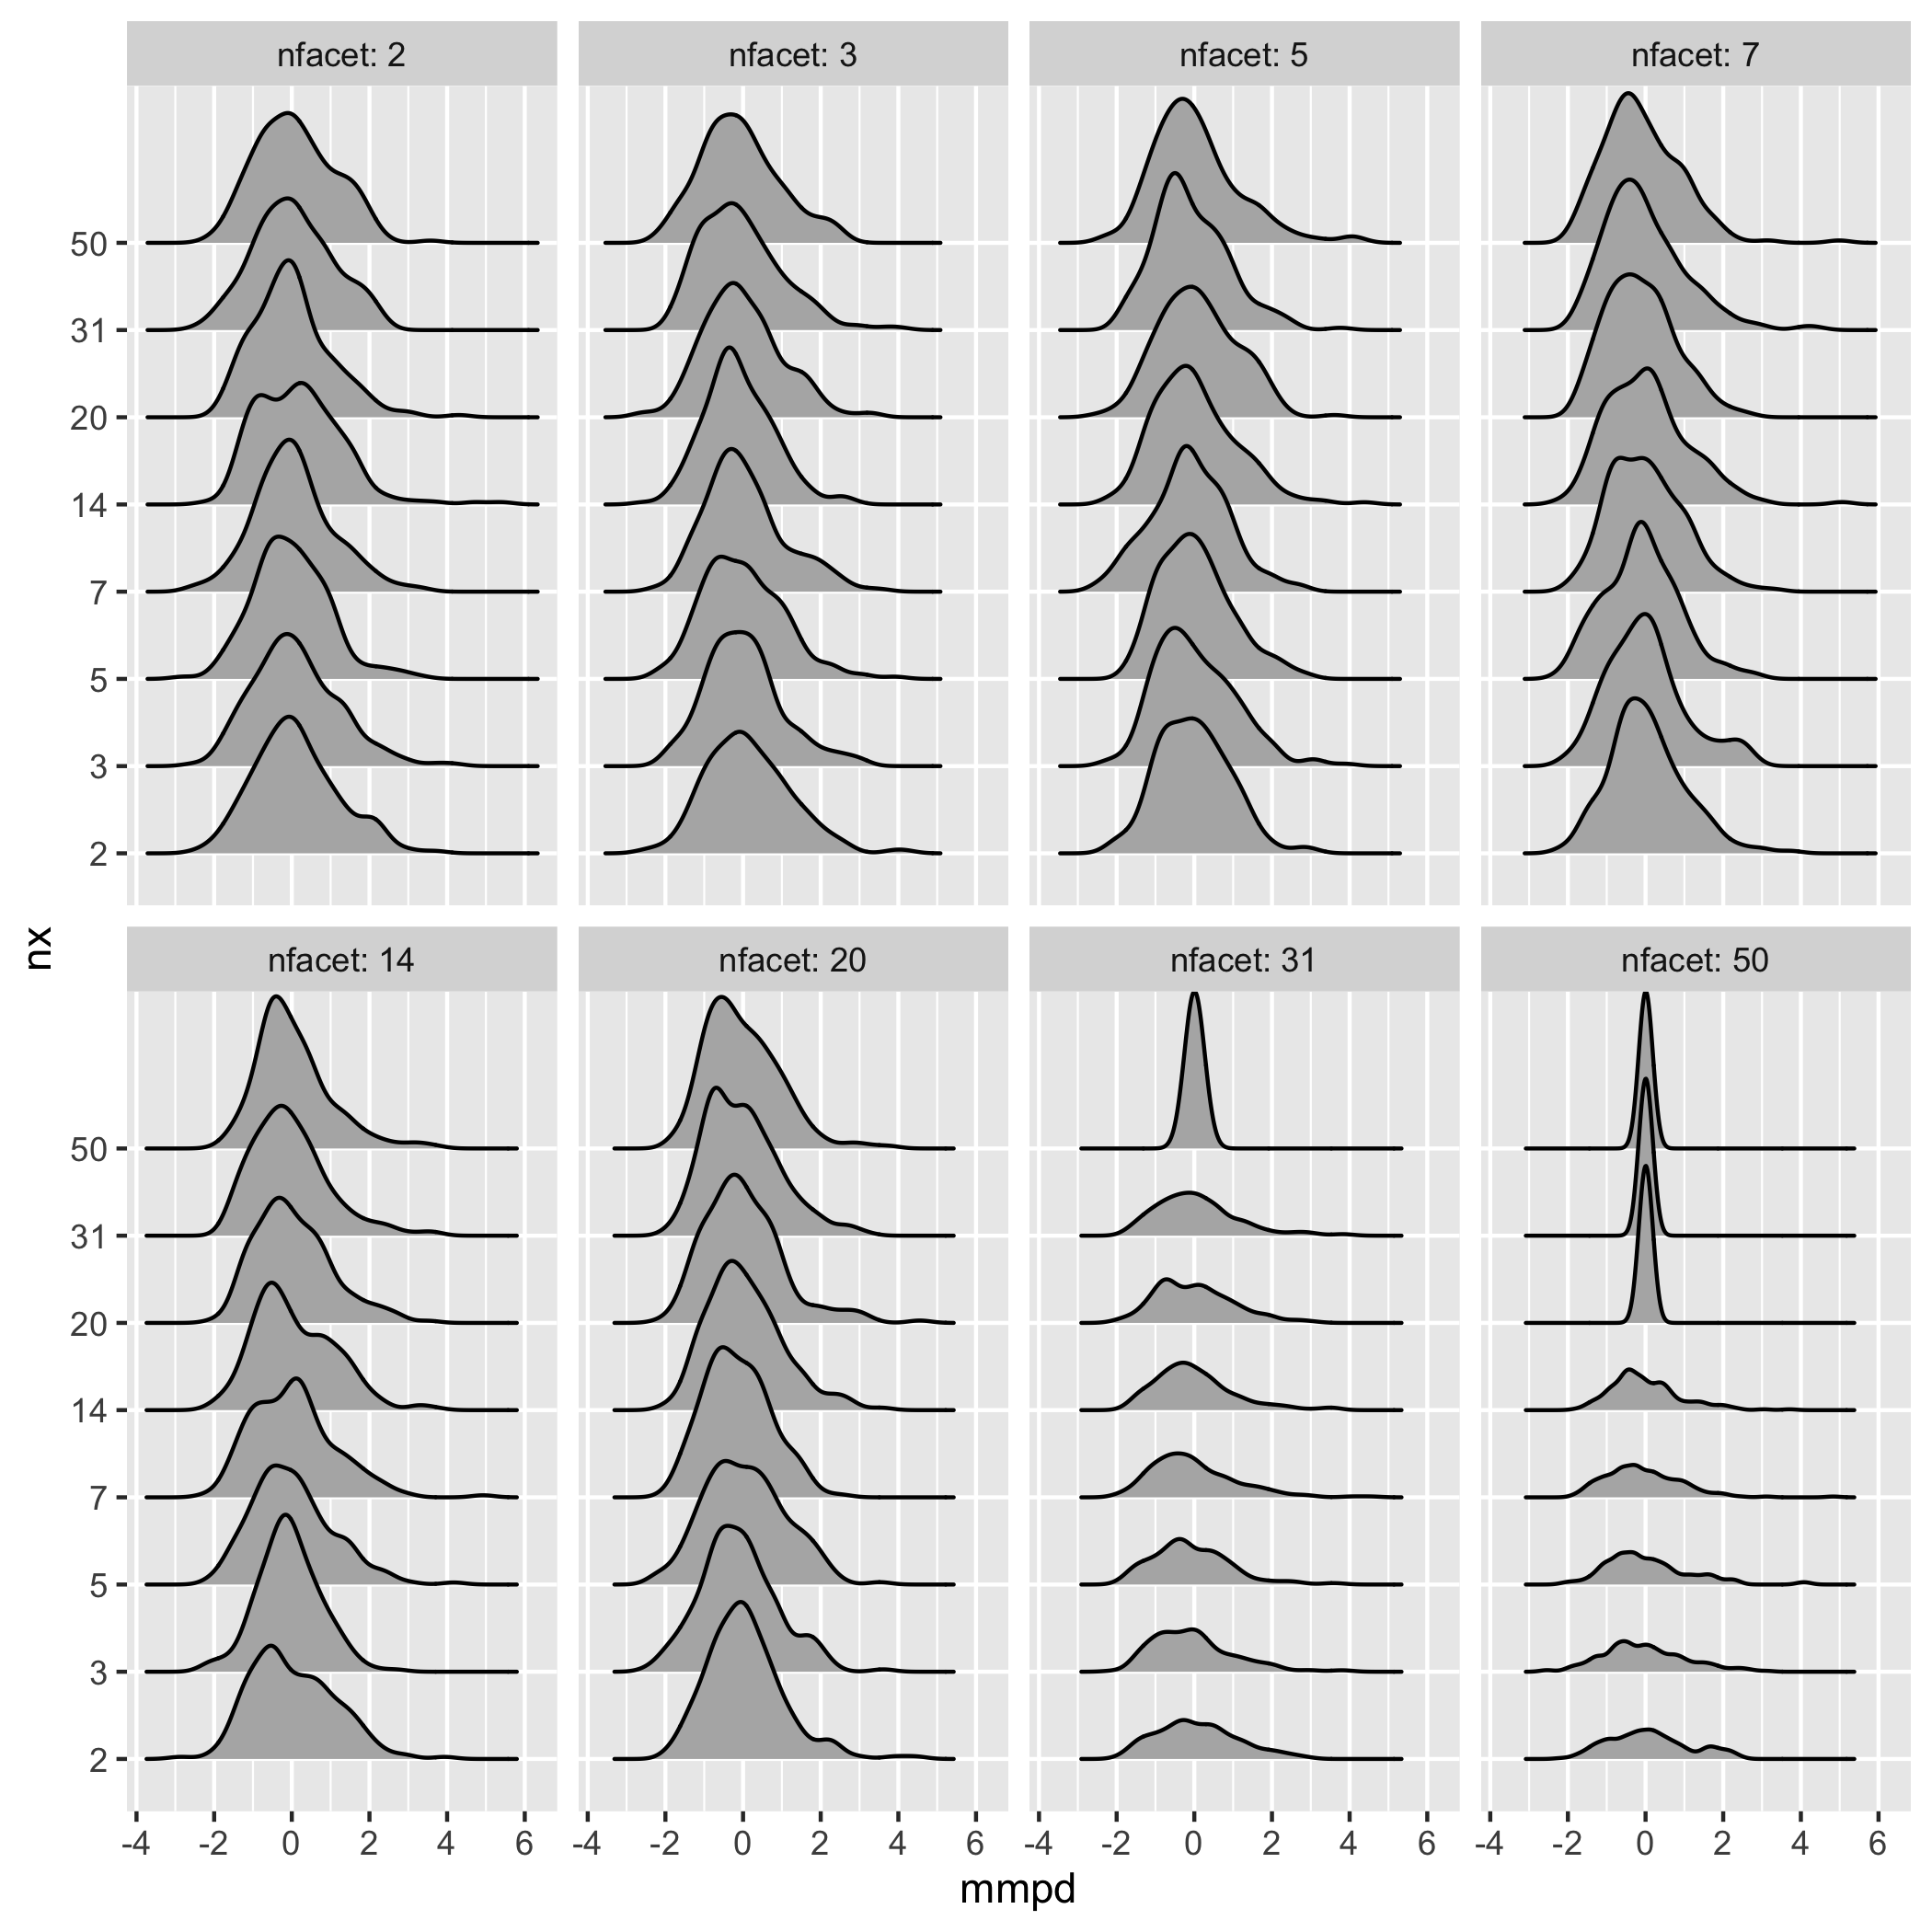 nfacet: 2
nfacet: 3
nfacet: 5
nfacet: 7
50
31
20
14
7
5
3
2
nx
nfacet: 14
nfacet: 20
nfacet: 31
nfacet: 50
50
31
20
14
7
5
3
2
-4 -2 0 2 4 6
-4 -2 0 2 4 6
-4 -2 0 2 4 6
-4 -2 0 2 4 6
mmpd